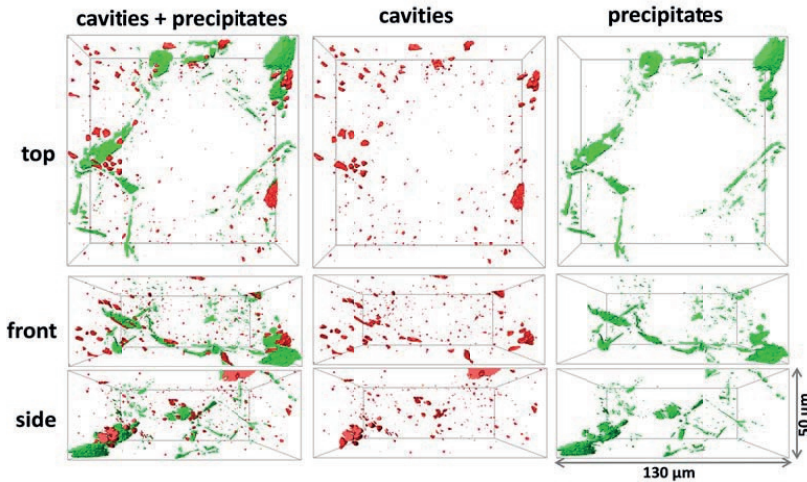 cavities + precipitates
cavities
precipitates
top
front
side
50 µm
130 µm